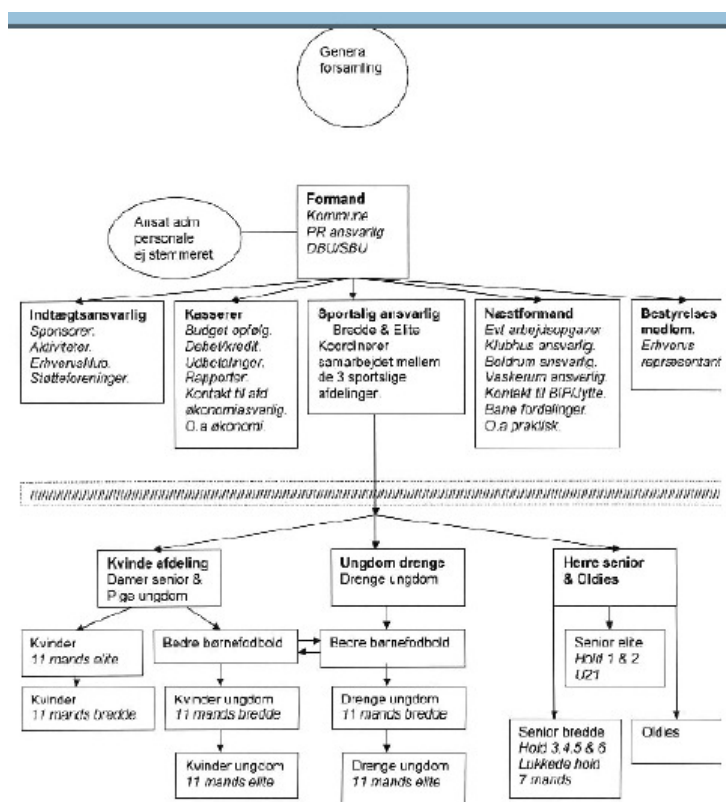 Genera
forsamling
Ansat adm
personale
ej stemmeret
Formand
Kommune
PR ansvarlig
DBU/SBU
Indtægtsansvarlig
Sponsorer.
Aktiviteter.
Erhvervsklub.
Støtteforeninger.
Kasserer
Budget opfølg.
Debet/kredit.
Udbetalinger.
Rapporter.
Kontakt til afd
økonomiasvarlig.
O.a økonomi.
Sportslig ansvarlig
Bredde & Elite
Koordinerer
samarbejdet mellem
de 3 sportslige
afdelinger.
Næstformand
Evt arbejdsopgaver
Klubhus ansvarlig.
Boldrum ansvarlig.
Vaskerum ansvarlig.
Kontakt til BIF/Jytte.
Bane fordelinger.
O.a praktisk.
Bestyrelses
medlem.
Erhvervs
repræsentant
Kvinde afdeling
Damer senior &
Pige ungdom
Ungdom drenge
Drenge ungdom
Herre senior
& Oldies
Kvinder
11 mands elite
Bedre børnefodbold
Bedre børnefodbold
Senior elite
Hold 1 & 2
U21
Kvinder
11 mands bredde
Kvinder ungdom
11 mands bredde
Drenge ungdom
11 mands bredde
Senior bredde
Hold 3,4,5 & 6
Lukkede hold
7 mands
Oldies
Kvinder ungdom
11 mands elite
Drenge ungdom
11 mands elite